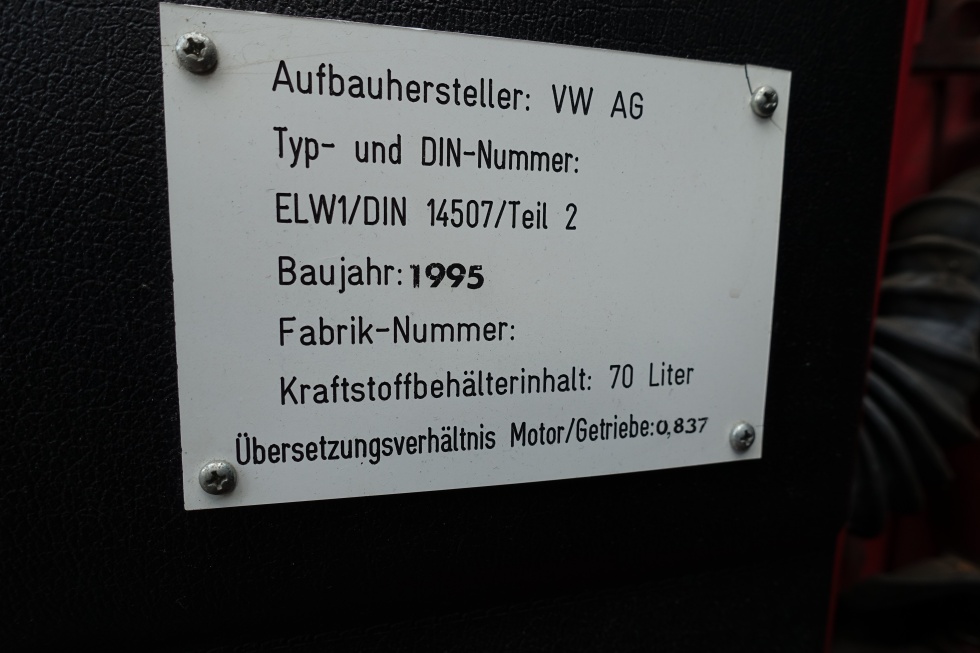 Aufbauhersteller: VW AG
Typ- und DIN-Nummer:
ELW1/DIN 14507/Teil 2
Baujahr: 1995
Fabrik-Nummer:
Kraftstoffbehälterinhalt: 70 Liter
Übersetzungsverhältnis Motor/Getriebe:0,837